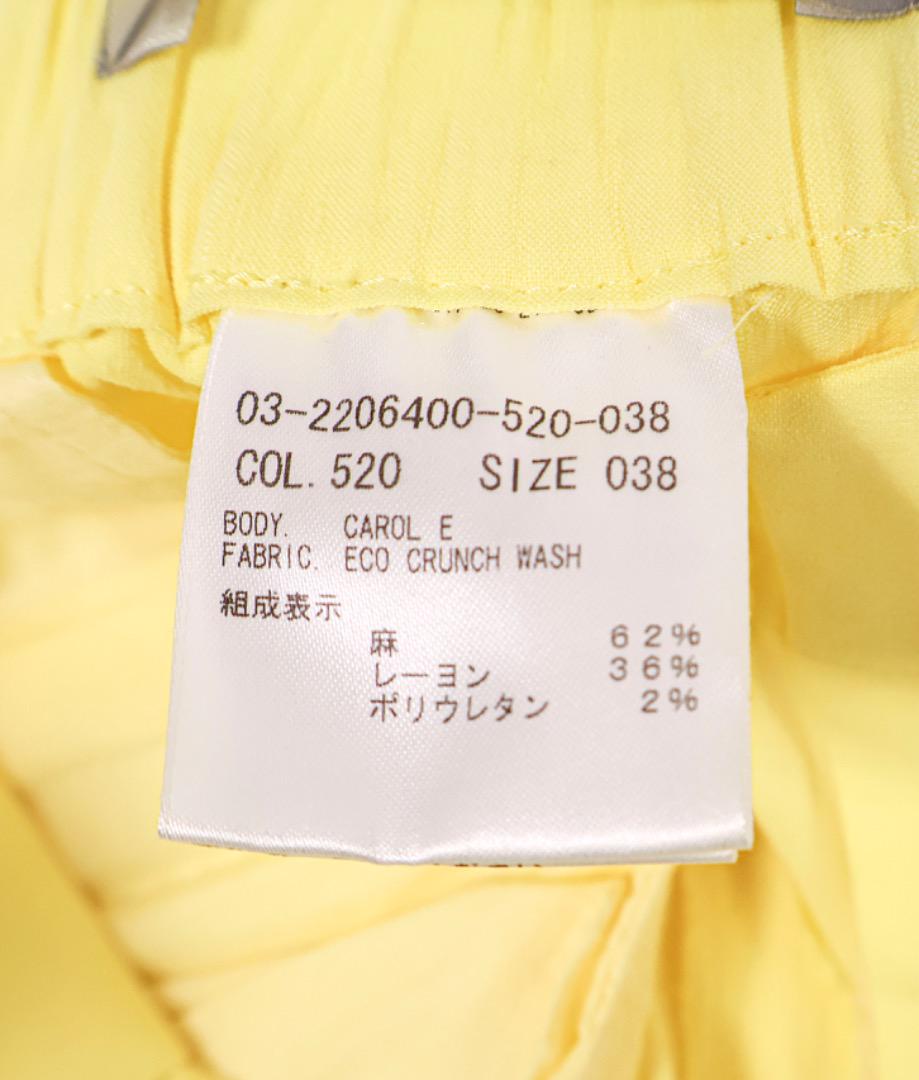 03-2206400-520-038
COL. 520 SIZE 038
BODY. CAROL E
FABRIC. ECO CRUNCH WASH
組成表示
麻 62%
レーヨン 36%
ポリウレタン 2%